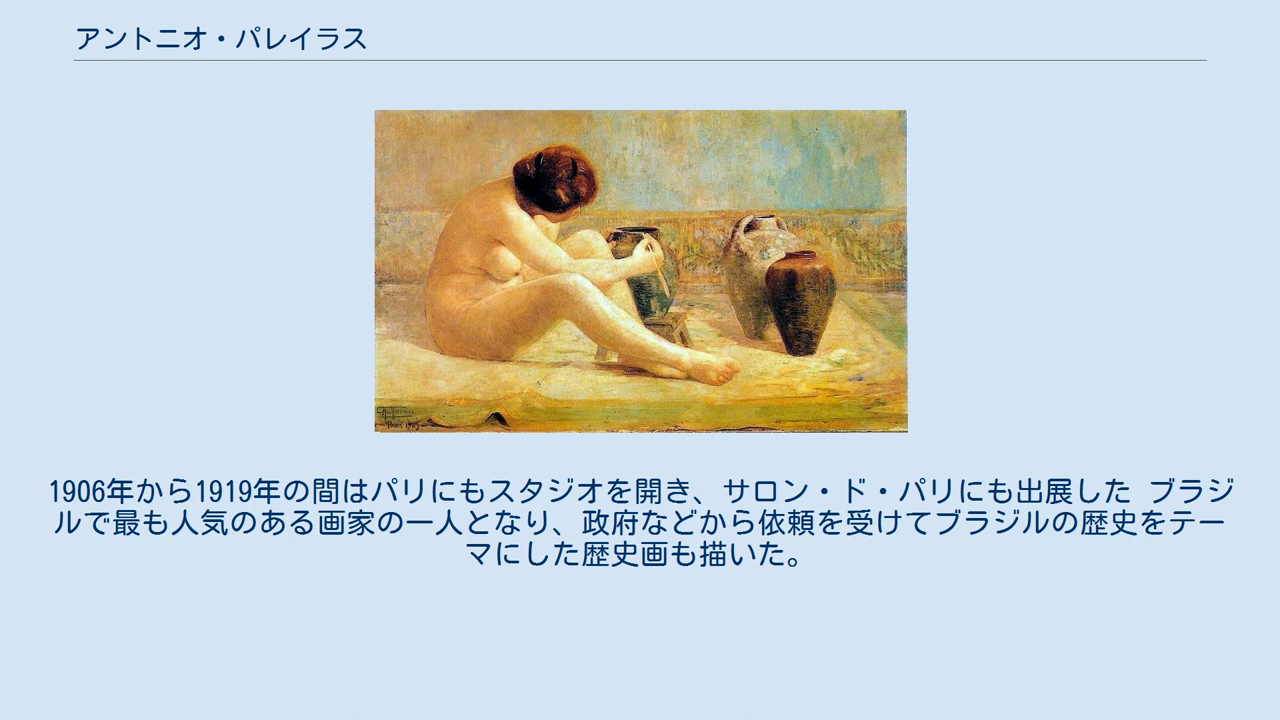 アントニオ・パレイラス
1906年から1919年の間はパリにもスタジオを開き、サロン・ド・パリにも出展した ブラジ
ルで最も人気のある画家の一人となり、政府などから依頼を受けてブラジルの歴史をテー
マにした歴史画も描いた。